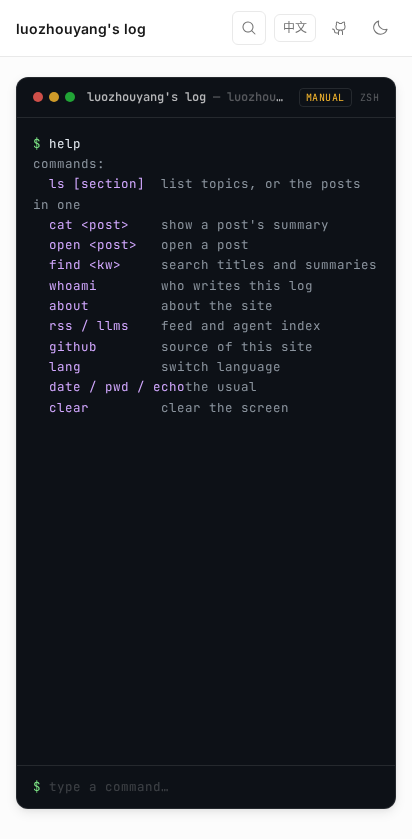 luozhouyang's log
中文
luozhouyang's log — luozhou…
MANUAL
ZSH
$ help
commands:
ls [section]  list topics, or the posts
in one
cat <post>    show a post's summary
open <post>   open a post
find <kw>     search titles and summaries
whoami        who writes this log
about         about the site
rss / llms    feed and agent index
github        source of this site
lang          switch language
date / pwd / echothe usual
clear         clear the screen
$ type a command…